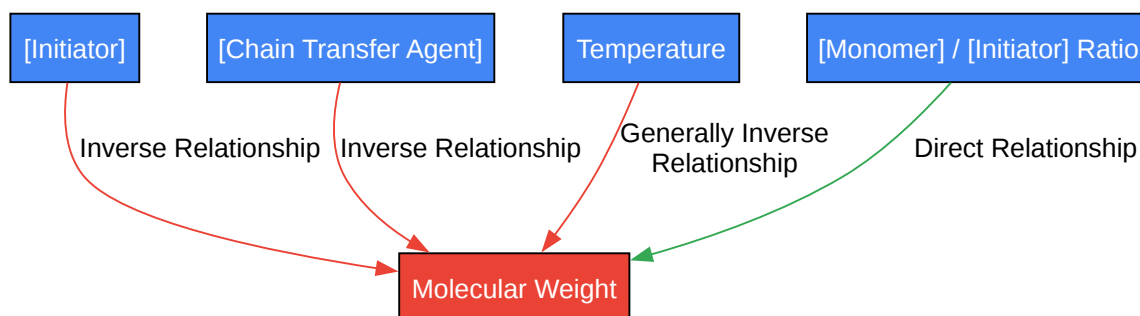 [Initiator]
[Chain Transfer Agent]
Temperature
[Monomer] / [Initiator] Ratio
Inverse Relationship
Inverse Relationship
Generally Inverse
Relationship
Direct Relationship
Molecular Weight